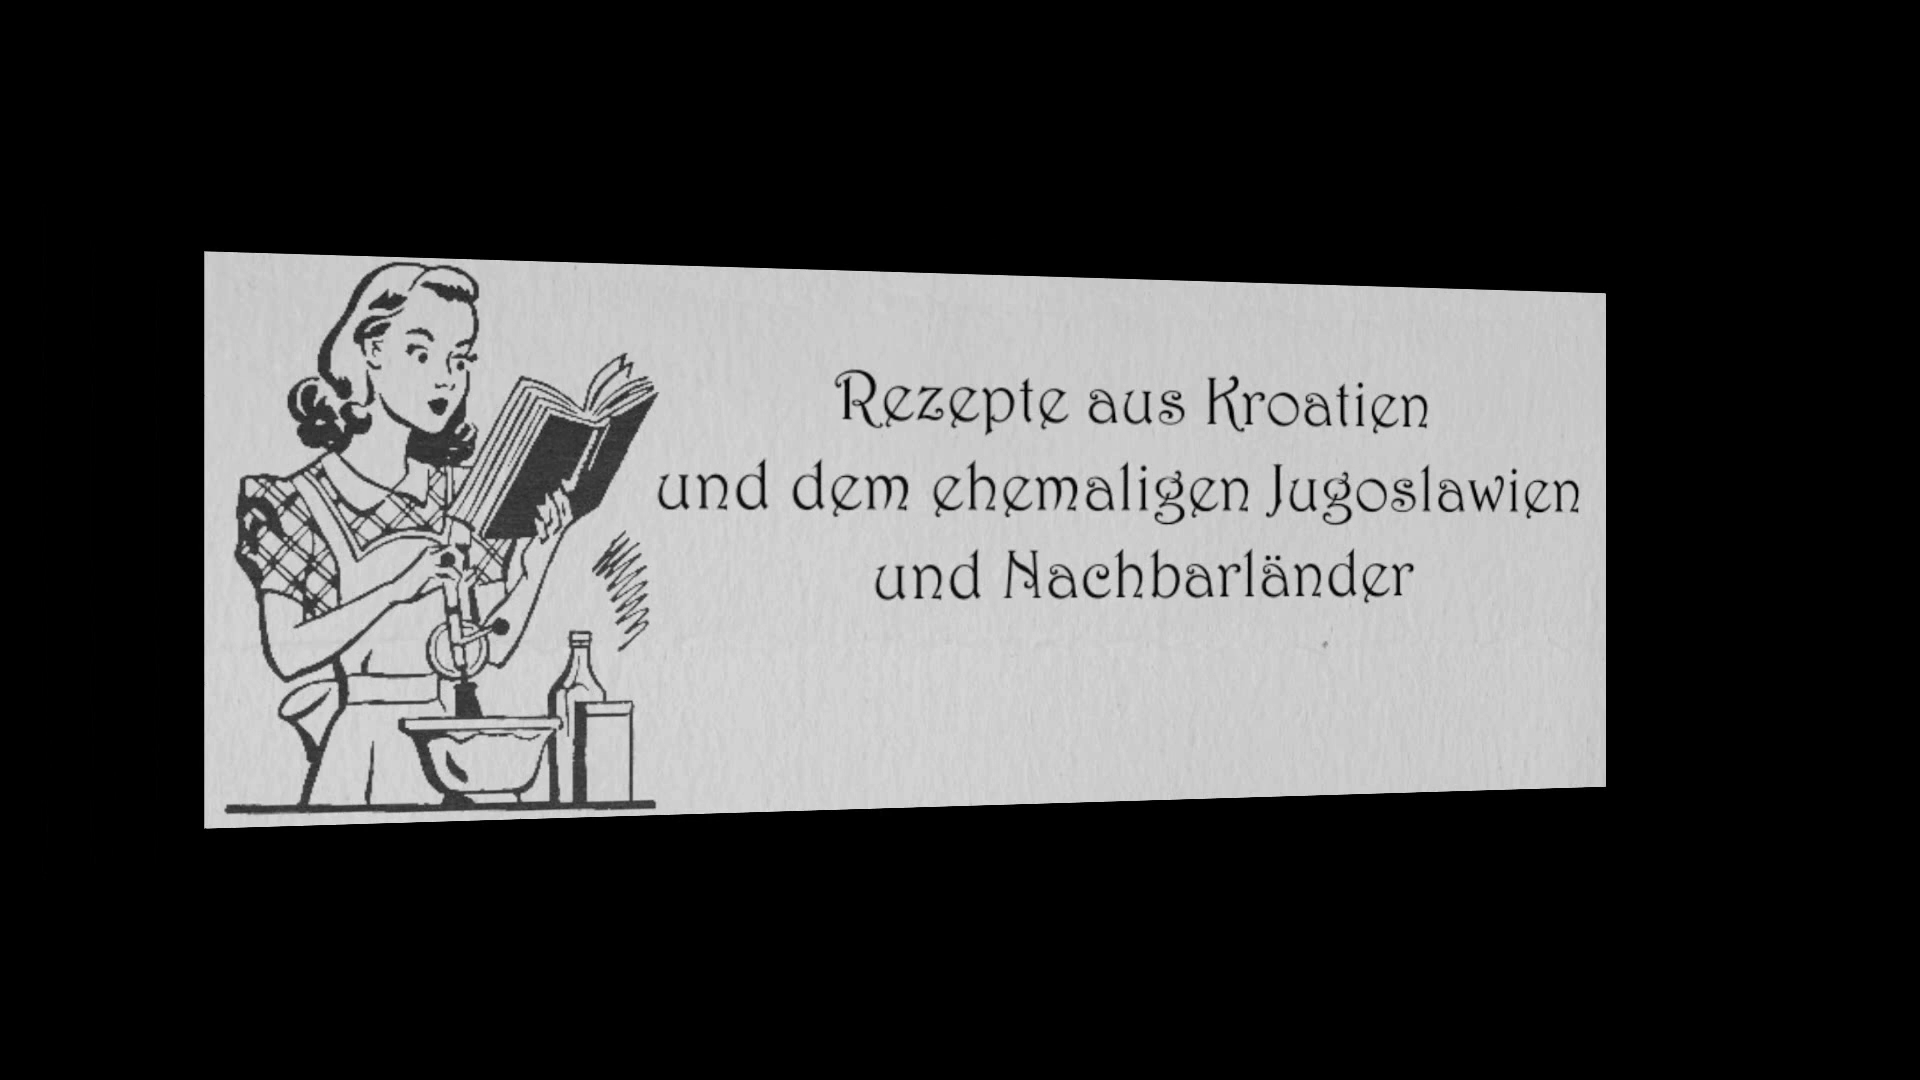 Rezepte aus Kroatien
und dem ehemaligen Jugoslawien
und Nachbarländer